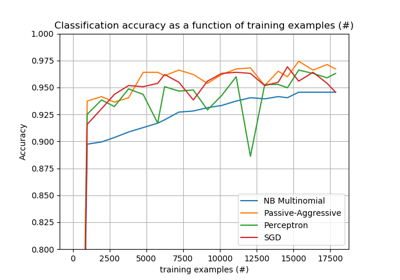 Classification accuracy as a function of training examples (#)
1.000
0.975
0.950
0.925
0.900
0.875
0.850
0.825
0.800
Accuracy
NB Multinomial
Passive-Aggressive
Perceptron
SGD
0 2500 5000 7500 10000 12500 15000 17500
training examples (#)